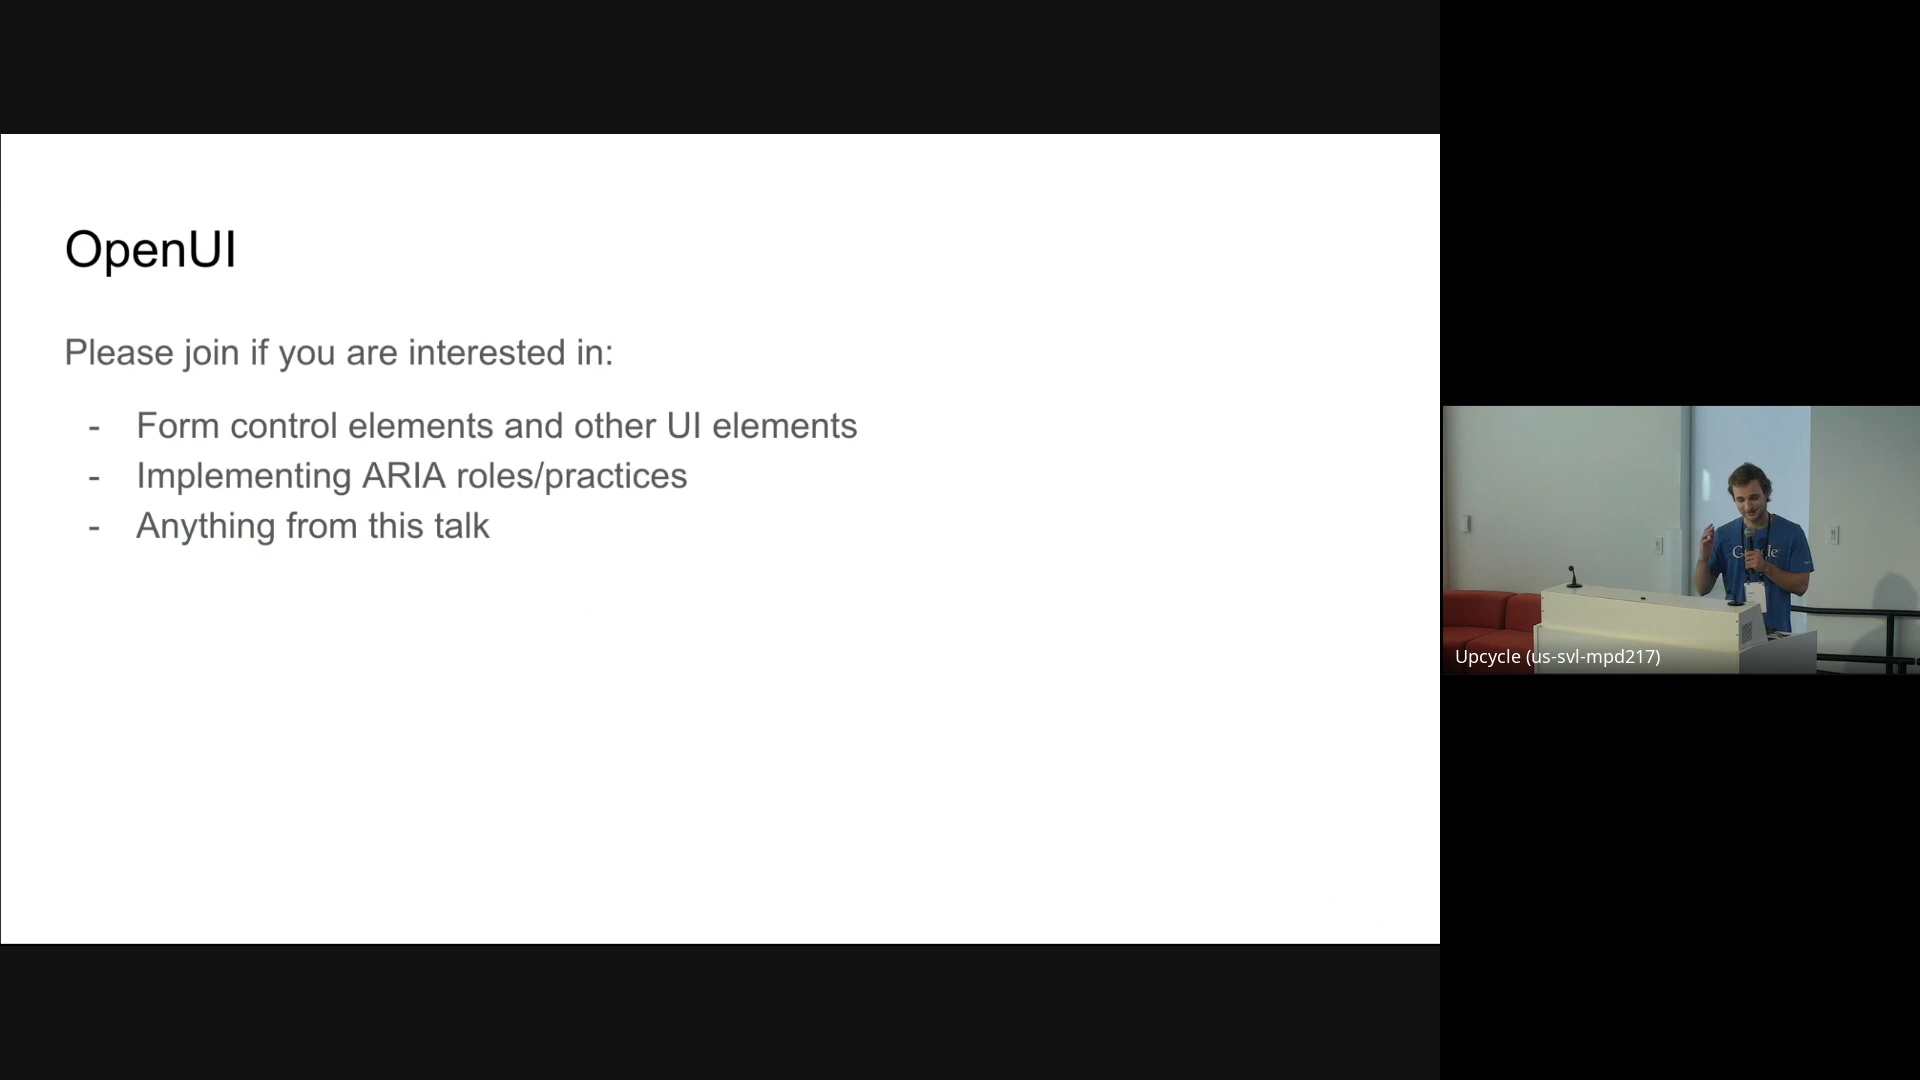 OpenUI
Please join if you are interested in:
- Form control elements and other UI elements
- Implementing ARIA roles/practices
- Anything from this talk
Google
Upcycle (us-svl-mpd217)